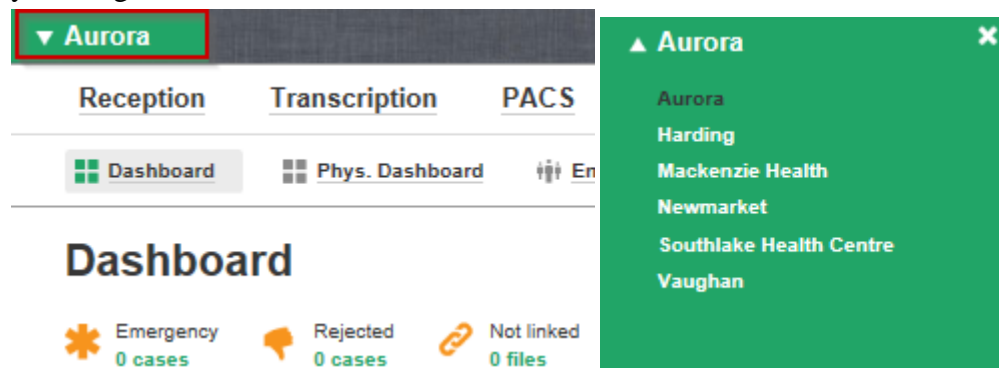 Aurora
Reception Transcription PACS
Dashboard Phys. Dashboard En
Dashboard
Emergency Rejected Not linked
0 cases 0 cases 0 files
Aurora
Aurora
Harding
Mackenzie Health
Newmarket
Southlake Health Centre
Vaughan